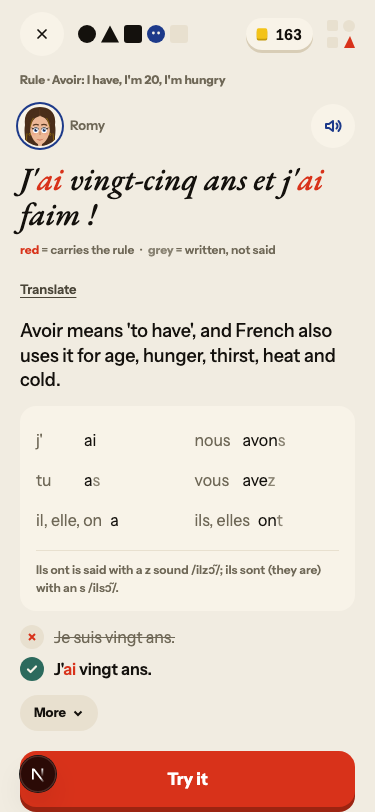 163
Rule · Avoir: I have, I'm 20, I'm hungry
Romy
J'ai vingt-cinq ans et j'ai
faim !
red = carries the rule · grey = written, not said
Translate
Avoir means 'to have', and French also
uses it for age, hunger, thirst, heat and
cold.
j' ai nous avons
tu as vous avez
il, elle, on a ils, elles ont
Ils ont is said with a z sound /ilzɔ̃/; ils sont (they are)
with an s /ilsɔ̃/.
Je suis vingt ans.
J'ai vingt ans.
More
N Try it